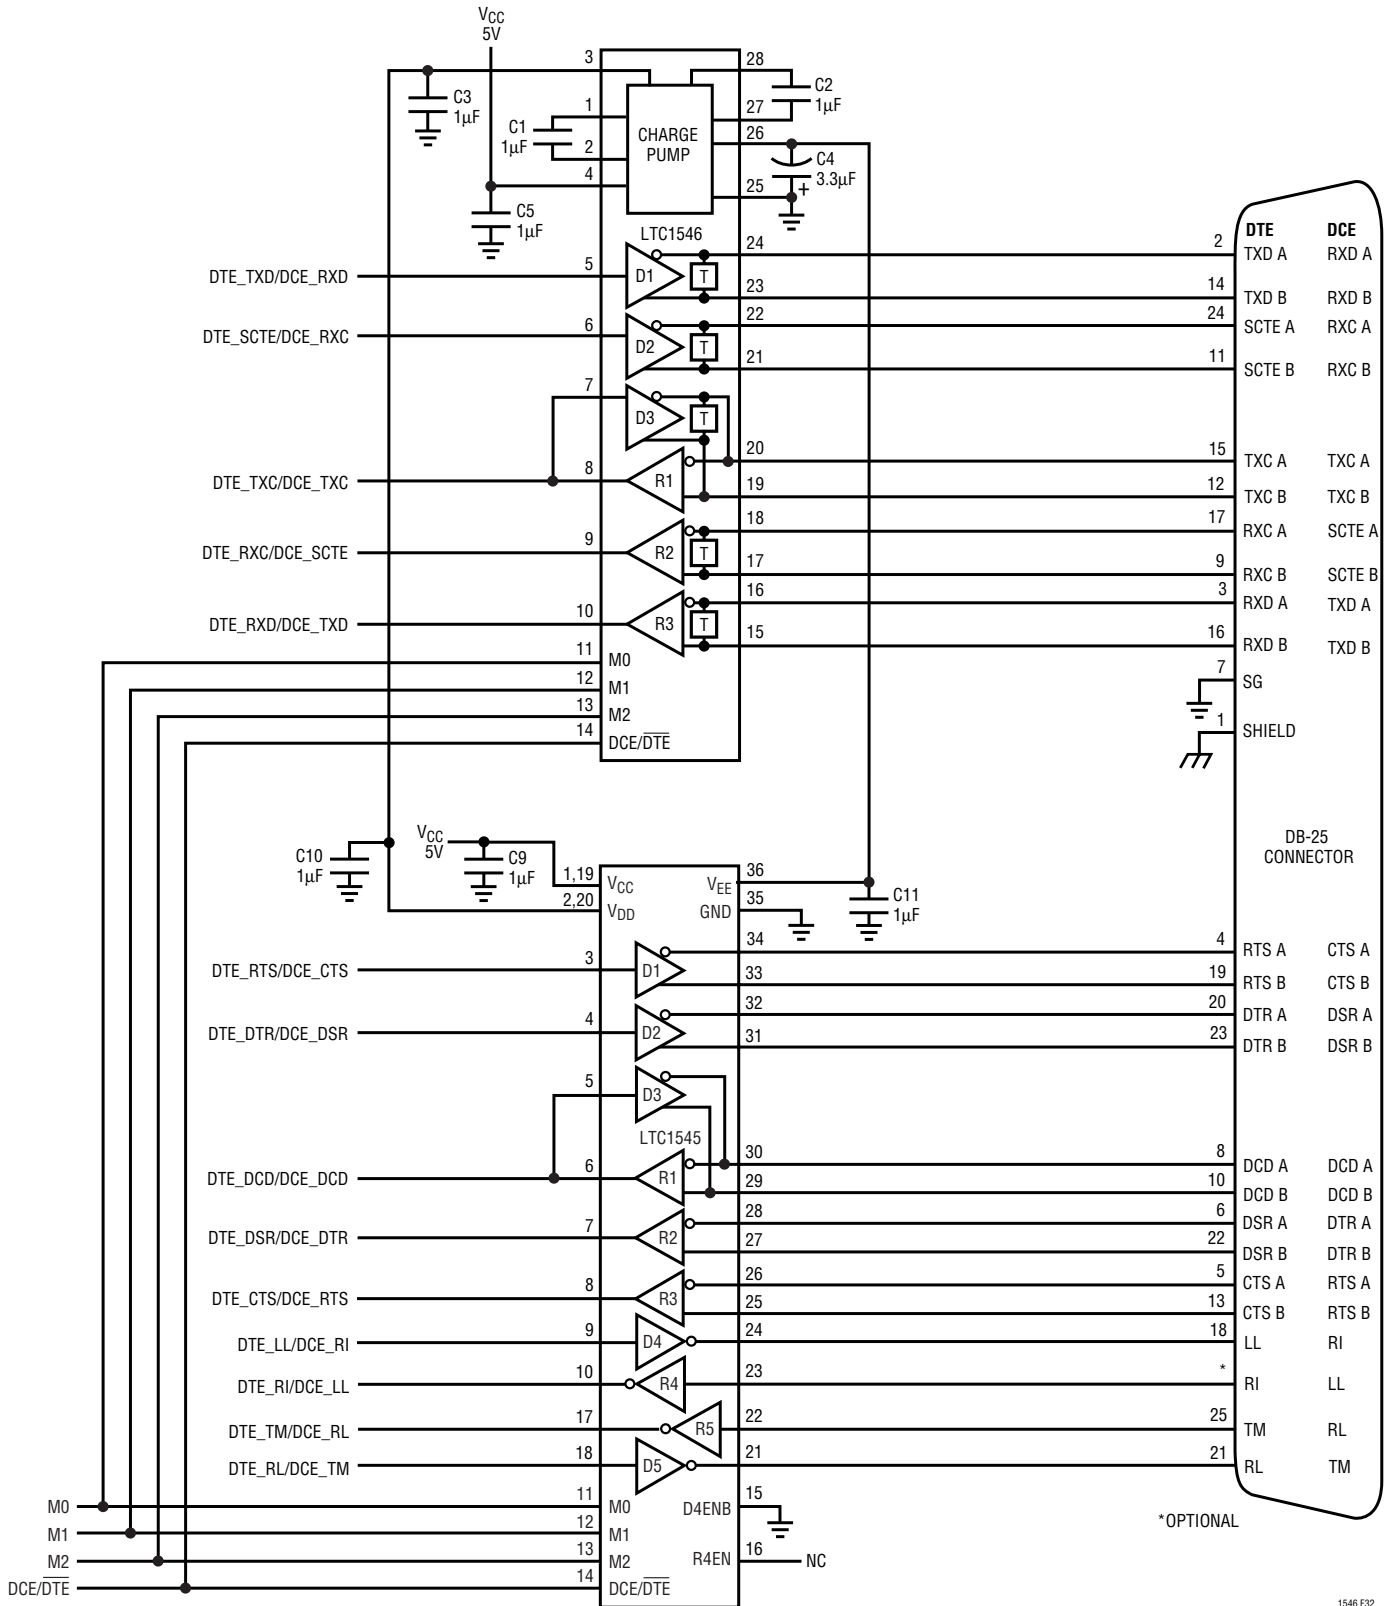 VCC
5V
3
28
C3
1µF
C2
1µF
1
27
C1
1µF
CHARGE
PUMP
26
2
C4
3.3µF
4
25
+
C5
1µF
LTC1546
DTE DCE
DTE_TXD/DCE_RXD 5 D1 T 24 2 TXD A RXD A
23 14 TXD B RXD B
DTE_SCTE/DCE_RXC 6 D2 T 22 24 SCTE A RXC A
21 11 SCTE B RXC B
7 D3 T
DTE_TXC/DCE_TXC 8 R1 20 15 TXC A TXC A
19 12 TXC B TXC B
DTE_RXC/DCE_SCTE 9 R2 T 18 17 RXC A SCTE A
17 9 RXC B SCTE B
DTE_RXD/DCE_TXD 10 R3 T 16 3 RXD A TXD A
15 16 RXD B TXD B
11 M0
7 SG
12 M1
13 M2
1 SHIELD
14 DCE/DTE
DB-25
CONNECTOR
C10
1µF
VCC
5V
C9
1µF
1,19 VCC VEE 36
2,20 VDD GND 35
C11
1µF
DTE_RTS/DCE_CTS 3 D1 34 4 RTS A CTS A
33 19 RTS B CTS B
DTE_DTR/DCE_DSR 4 D2 32 20 DTR A DSR A
31 23 DTR B DSR B
5 D3
LTC1545
DTE_DCD/DCE_DCD 6 R1 30 8 DCD A DCD A
29 10 DCD B DCD B
DTE_DSR/DCE_DTR 7 R2 28 6 DSR A DTR A
27 22 DSR B DTR B
DTE_CTS/DCE_RTS 8 R3 26 5 CTS A RTS A
25 13 CTS B RTS B
DTE_LL/DCE_RI 9 D4 24 18 LL RI
DTE_RI/DCE_LL 10 R4 23 * RI LL
DTE_TM/DCE_RL 17 R5 22 25 TM RL
DTE_RL/DCE_TM 18 D5 21 21 RL TM
M0 11 M0 D4ENB 15
*OPTIONAL
M1 12 M1
M2 13 M2 R4EN 16 NC
DCE/DTE 14 DCE/DTE
1546 F32